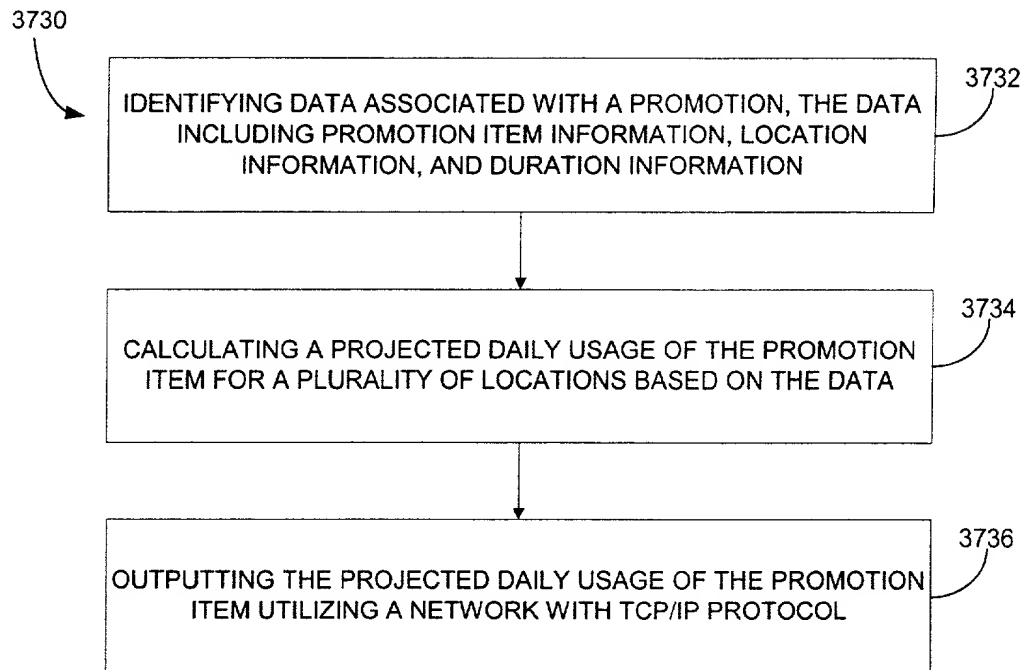 3730
3732
IDENTIFYING DATA ASSOCIATED WITH A PROMOTION, THE DATA
INCLUDING PROMOTION ITEM INFORMATION, LOCATION
INFORMATION, AND DURATION INFORMATION
3734
CALCULATING A PROJECTED DAILY USAGE OF THE PROMOTION
ITEM FOR A PLURALITY OF LOCATIONS BASED ON THE DATA
3736
OUTPUTTING THE PROJECTED DAILY USAGE OF THE PROMOTION
ITEM UTILIZING A NETWORK WITH TCP/IP PROTOCOL